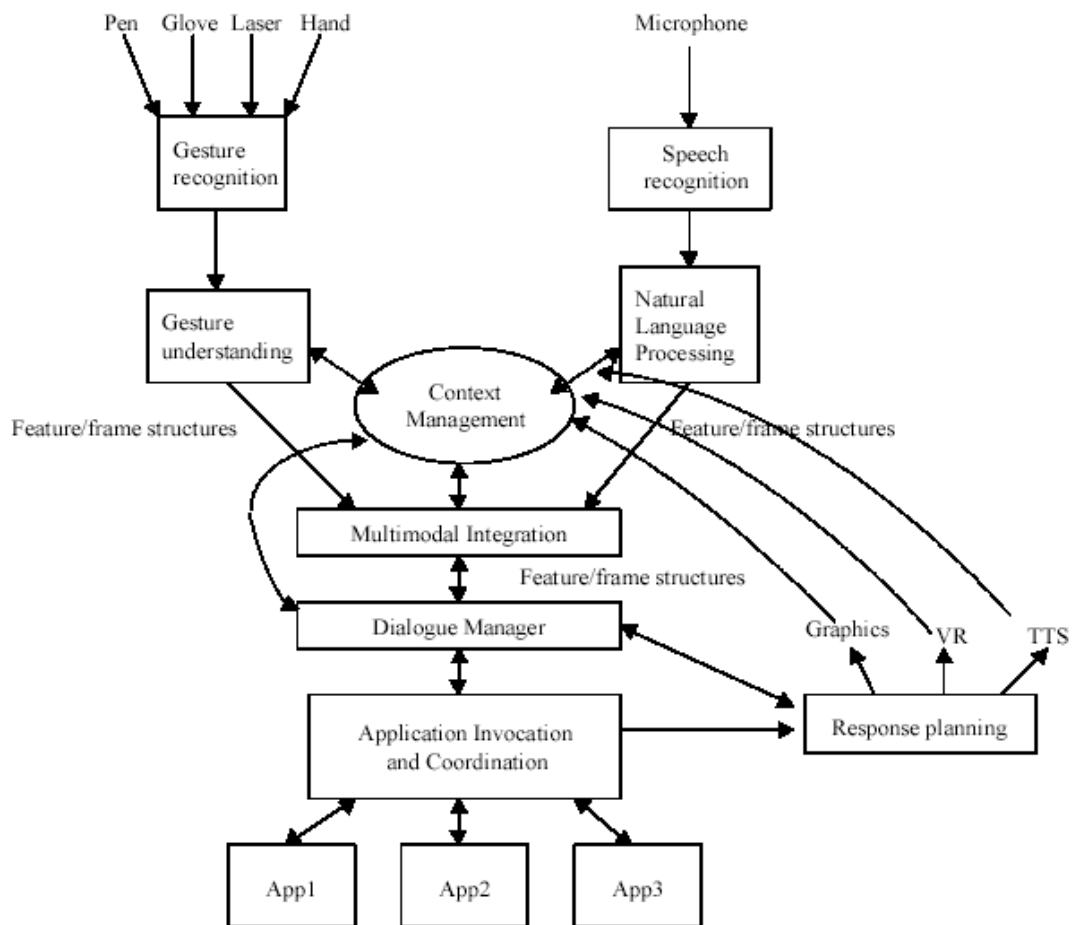 Pen Glove Laser Hand
Microphone
Gesture
recognition
Speech
recognition
Gesture
understanding
Natural
Language
Processing
Context
Management
Feature/frame structures
Feature/frame structures
Multimodal Integration
Feature/frame structures
Dialogue Manager
Graphics
VR
TTS
Application Invocation
and Coordination
Response planning
App1
App2
App3